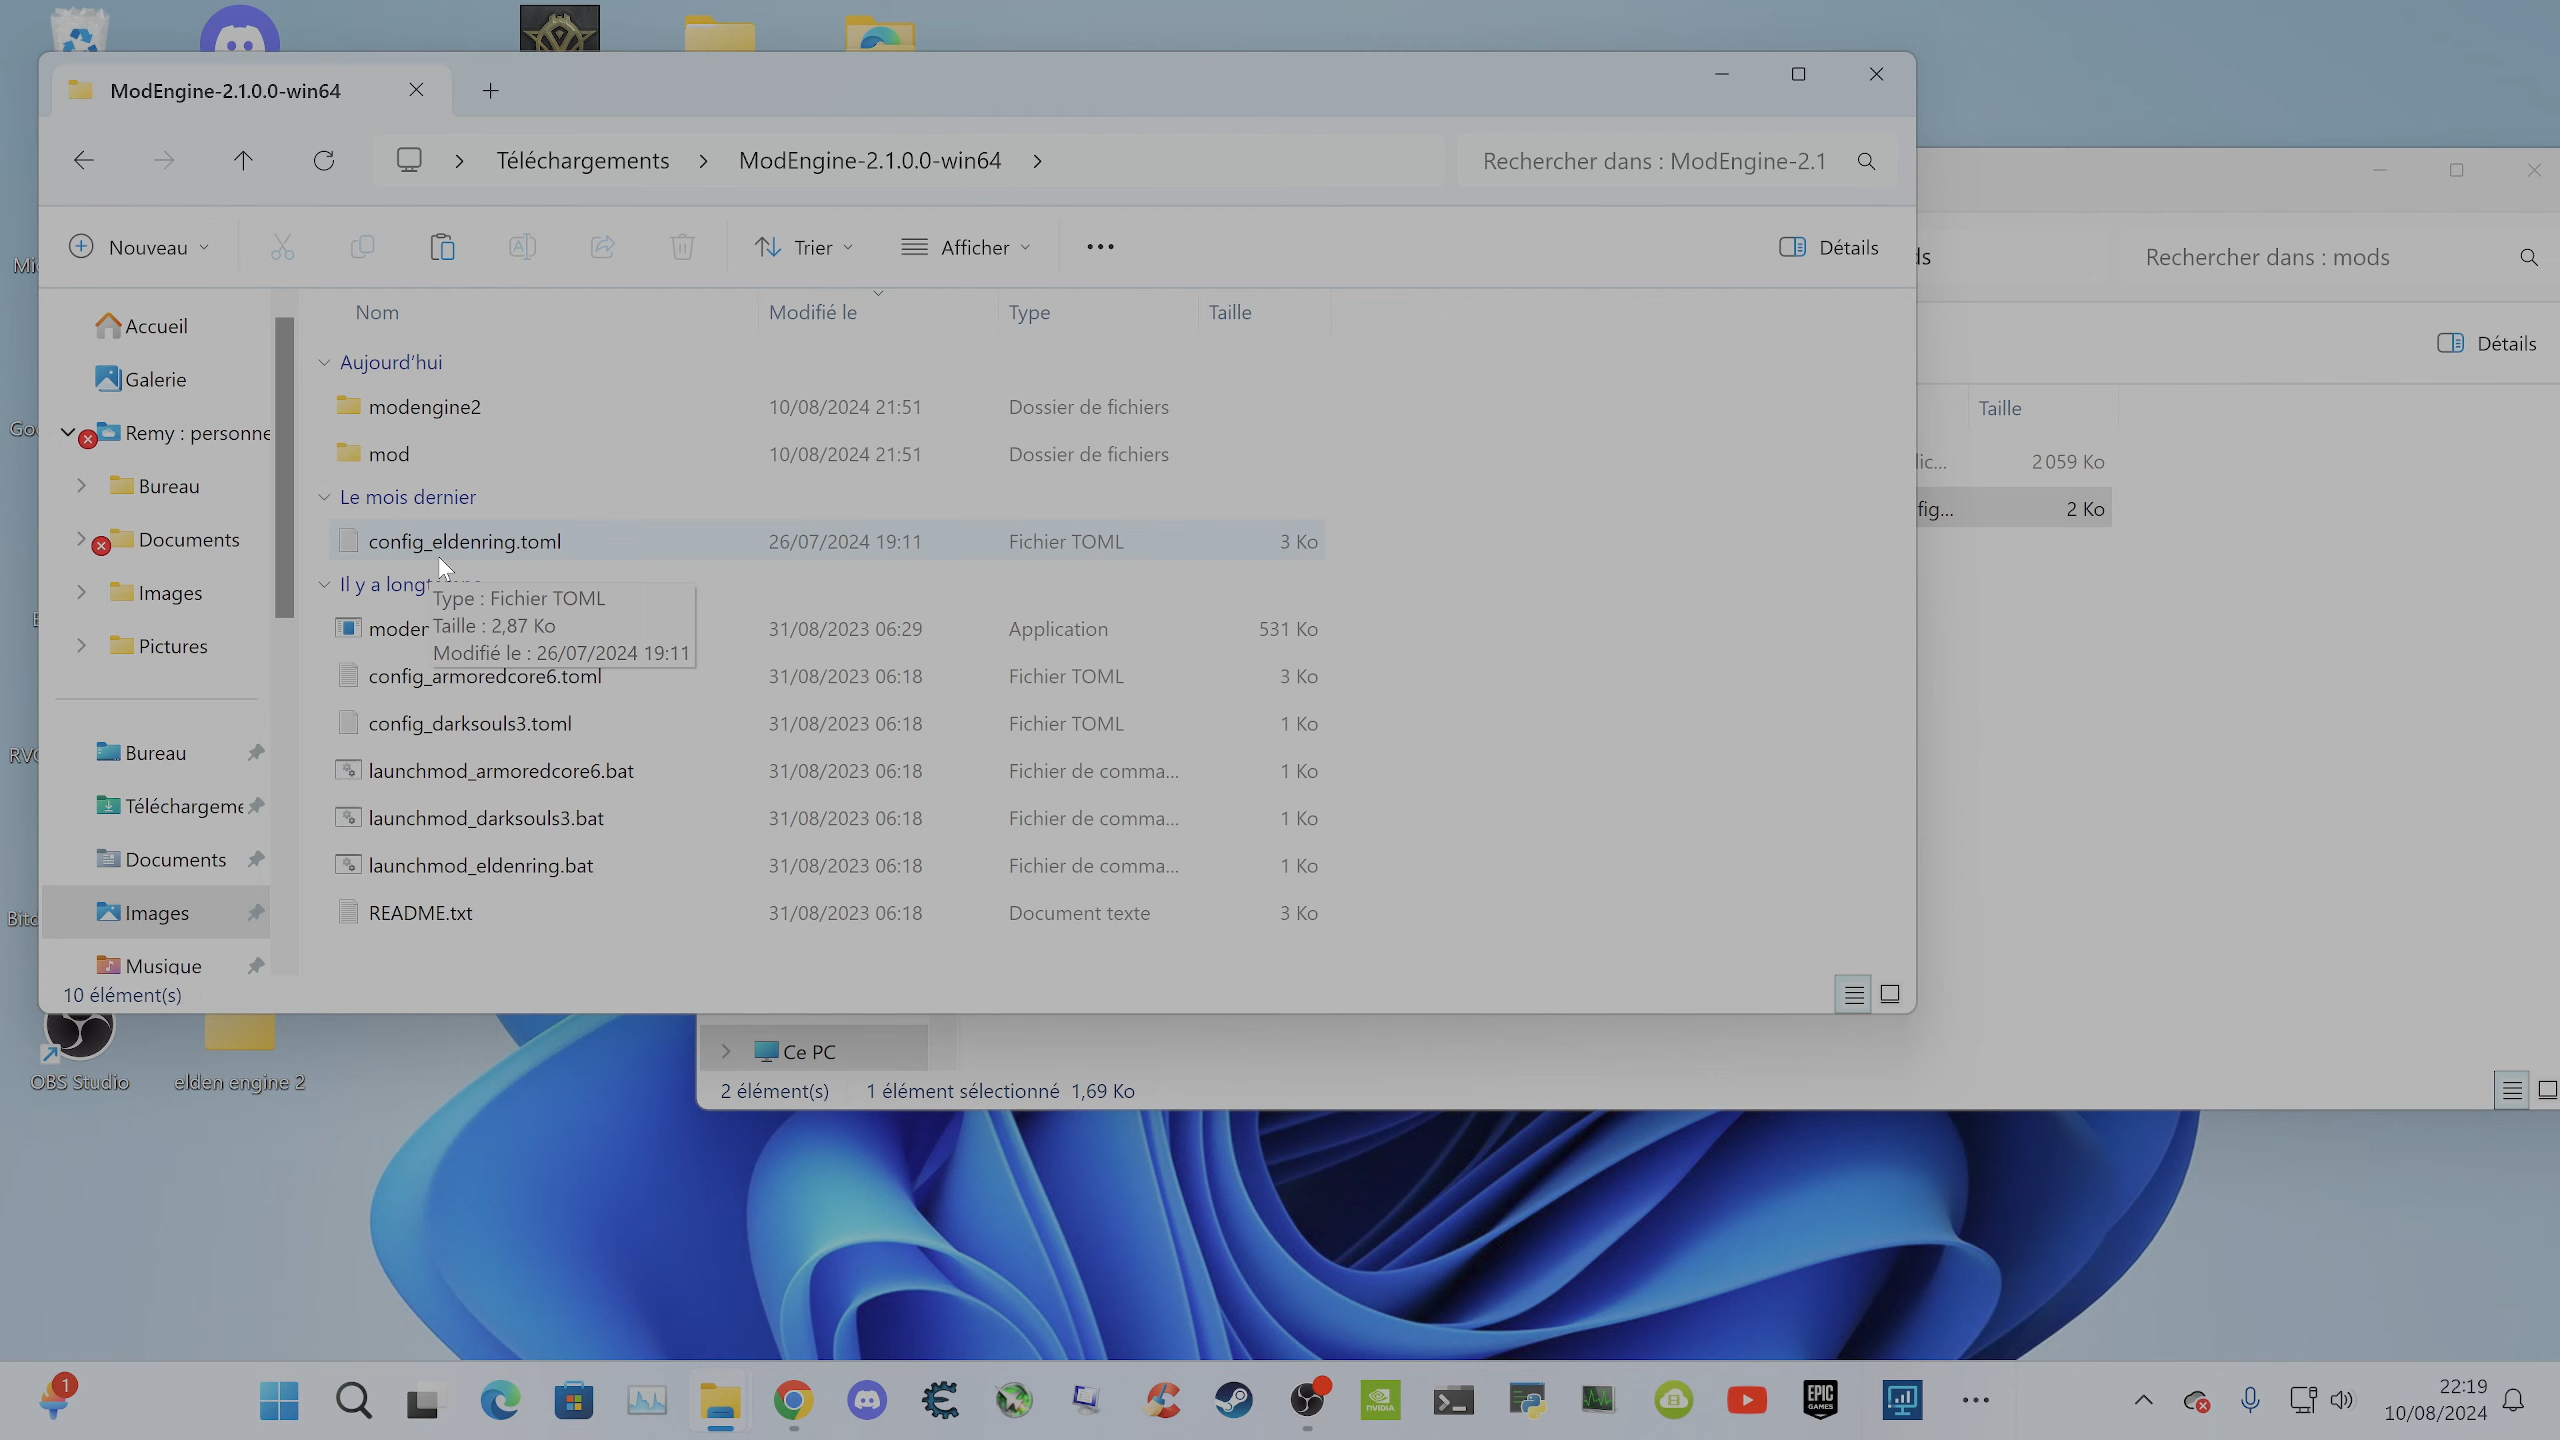 ModEngine-2.1.0.0-win64
Téléchargements
ModEngine-2.1.0.0-win64
Rechercher dans : ModEngine-2.1
Nouveau
Trier
Afficher
Détails
Nom
Modifié le
Type
Taille
Accueil
Galerie
Remy : personne
Bureau
Documents
Images
Pictures
Bureau
Téléchargeme
Documents
Images
Musique
Aujourd'hui
modengine2 10/08/2024 21:51 Dossier de fichiers
mod 10/08/2024 21:51 Dossier de fichiers
Le mois dernier
config_eldenring.toml 26/07/2024 19:11 Fichier TOML 3 Ko
Il y a longt
Type : Fichier TOML
Taille : 2,87 Ko
Modifié le : 26/07/2024 19:11
moden 31/08/2023 06:29 Application 531 Ko
config_armoredcore6.toml 31/08/2023 06:18 Fichier TOML 3 Ko
config_darksouls3.toml 31/08/2023 06:18 Fichier TOML 1 Ko
launchmod_armoredcore6.bat 31/08/2023 06:18 Fichier de comma... 1 Ko
launchmod_darksouls3.bat 31/08/2023 06:18 Fichier de comma... 1 Ko
launchmod_eldenring.bat 31/08/2023 06:18 Fichier de comma... 1 Ko
README.txt 31/08/2023 06:18 Document texte 3 Ko
10 élément(s)
ds
Rechercher dans : mods
Détails
Taille
lic... 2 059 Ko
fig... 2 Ko
Ce PC
2 élément(s) 1 élément sélectionné 1,69 Ko
Mi
RV
Bitd
OBS Studio
elden engine 2
1
NVIDIA
EPIC
GAMES
22:19
10/08/2024